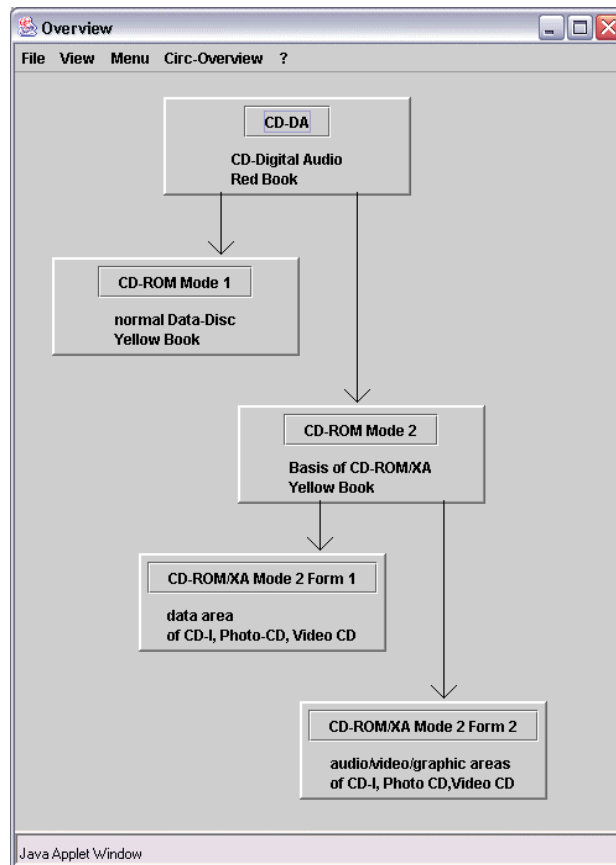 Overview
File View Menu Circ-Overview ?
CD-DA
CD-Digital Audio
Red Book
CD-ROM Mode 1
normal Data-Disc
Yellow Book
CD-ROM Mode 2
Basis of CD-ROM/XA
Yellow Book
CD-ROM/XA Mode 2 Form 1
data area
of CD-I, Photo-CD, Video CD
CD-ROM/XA Mode 2 Form 2
audio/video/graphic areas
of CD-I, Photo CD,Video CD
Java Applet Window